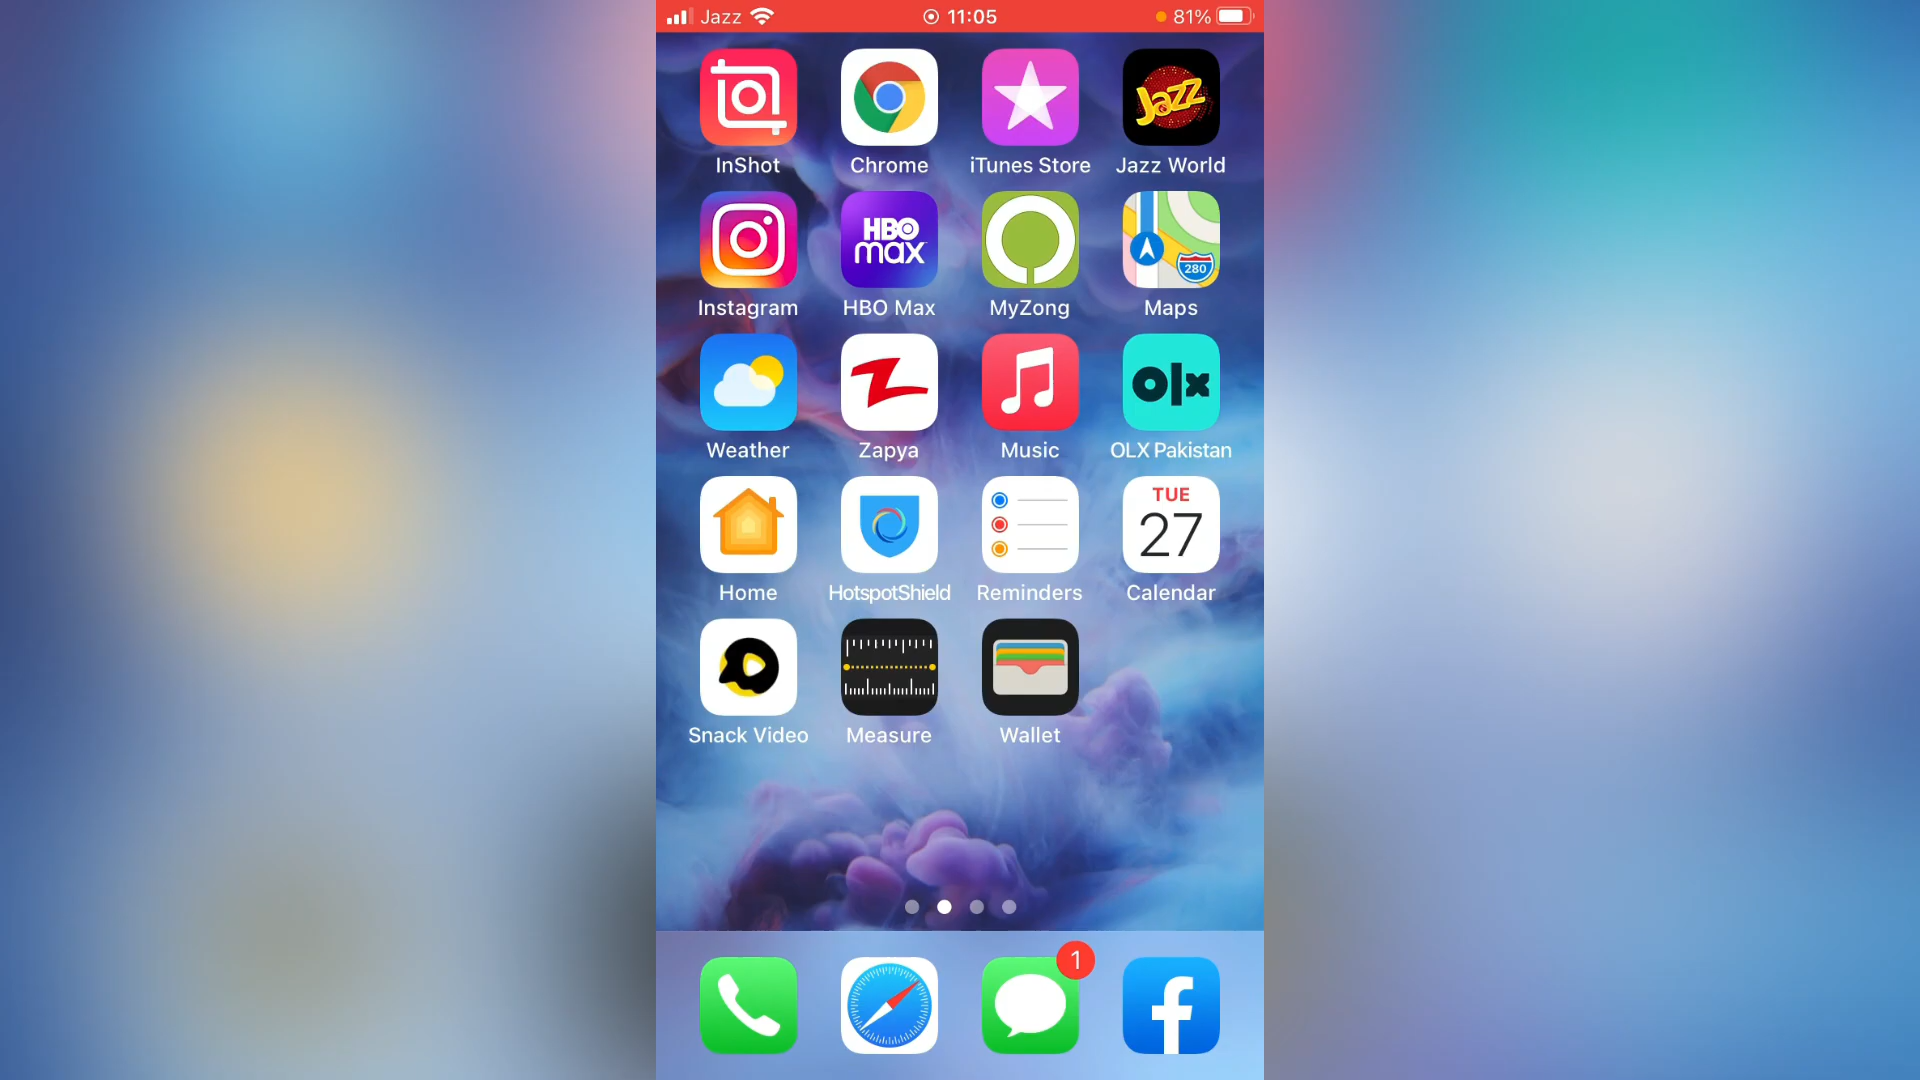 Jazz 11:05 81%
Jazz
InShot Chrome iTunes Store Jazz World
HBO
max
280
Instagram HBO Max MyZong Maps
olx
Weather Zapya Music OLX Pakistan
TUE
27
Home HotspotShield Reminders Calendar
Snack Video Measure Wallet
1